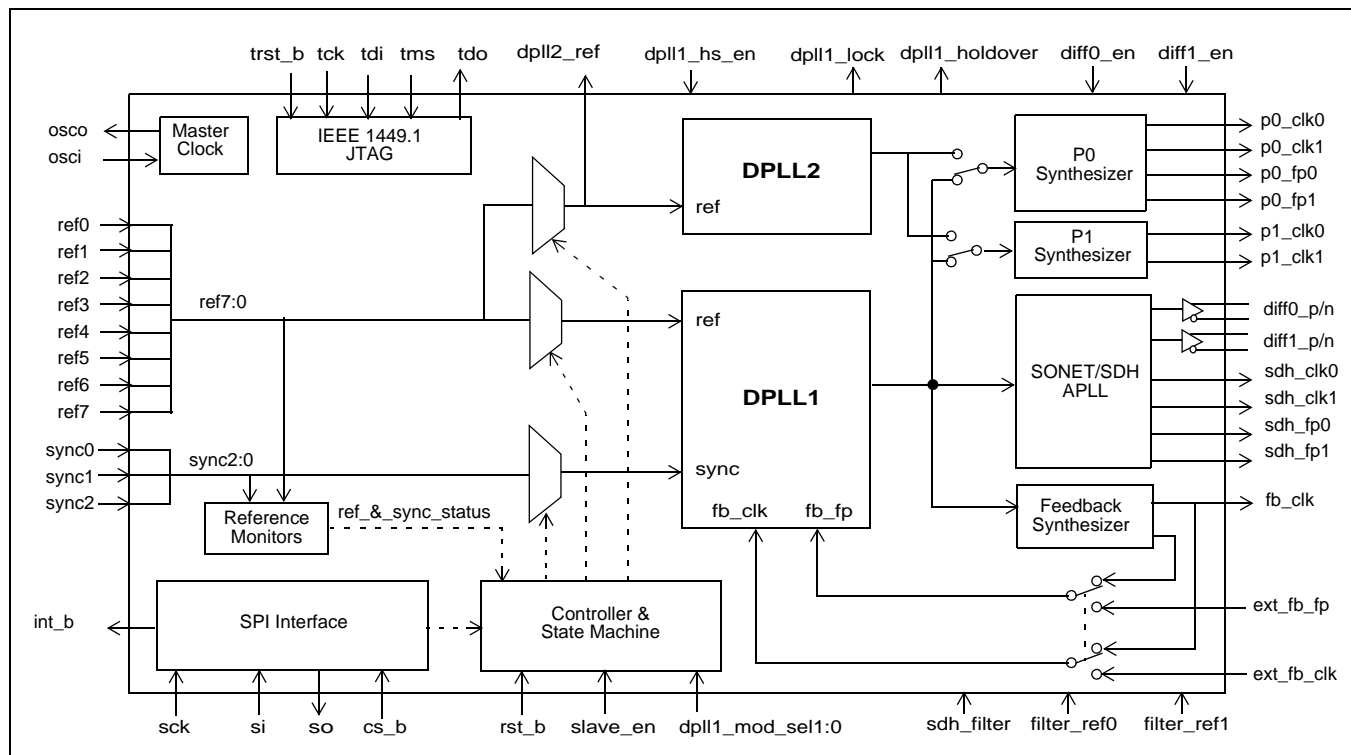 trst_b tck tdi tms tdo dpll2_ref dpll1_hs_en dpll1_lock dpll1_holdover diff0_en diff1_en
osco
osci
Master
Clock
IEEE 1449.1
JTAG
DPLL2
ref
P0
Synthesizer
p0_clk0
p0_clk1
p0_fp0
p0_fp1
P1
Synthesizer
p1_clk0
p1_clk1
ref0
ref1
ref2
ref3
ref4
ref5
ref6
ref7
ref7:0
ref
DPLL1
sync
fb_clk fb_fp
SONET/SDH
APLL
diff0_p/n
diff1_p/n
sdh_clk0
sdh_clk1
sdh_fp0
sdh_fp1
sync0
sync1
sync2
sync2:0
Reference
Monitors
ref_&_sync_status
Feedback
Synthesizer
fb_clk
ext_fb_fp
ext_fb_clk
int_b
SPI Interface
Controller &
State Machine
sck si so cs_b rst_b slave_en dpll1_mod_sel1:0 sdh_filter filter_ref0 filter_ref1